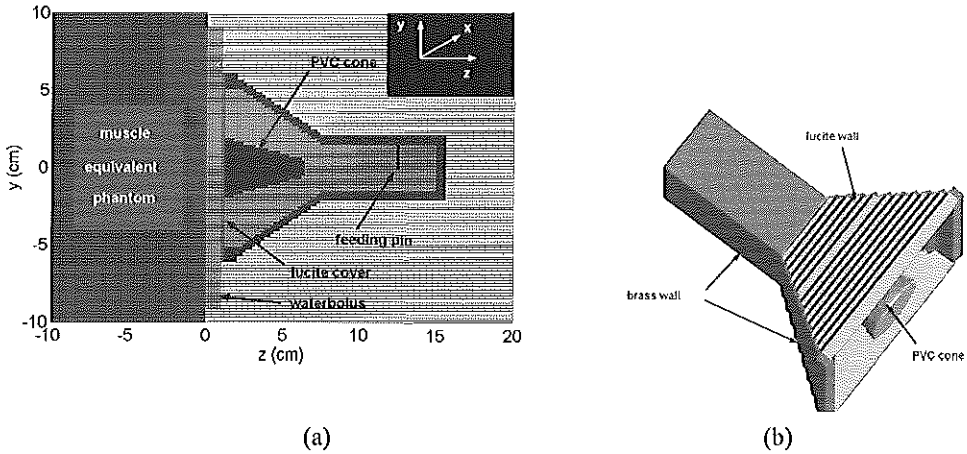 10
5
0
-5
-10
y (cm)
-10
-5
0
5
10
15
20
z (cm)
y
x
z
PVC cone
muscle
equivalent
phantom
feeding pin
lucite cover
waterbolus
(a)
lucite wall
brass wall
PVC cone
(b)